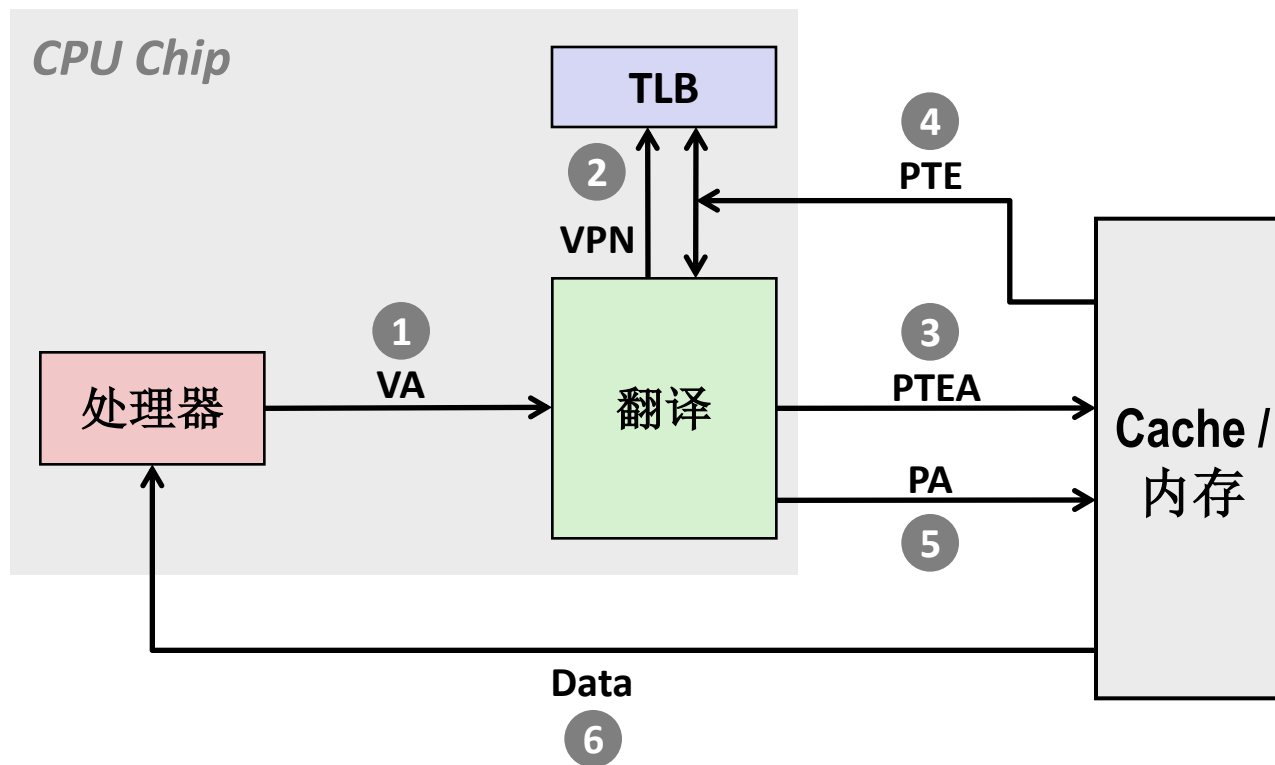 CPU Chip
TLB
2
VPN
4
PTE
1
VA
处理器
翻译
3
PTEA
PA
5
Cache /
内存
Data
6